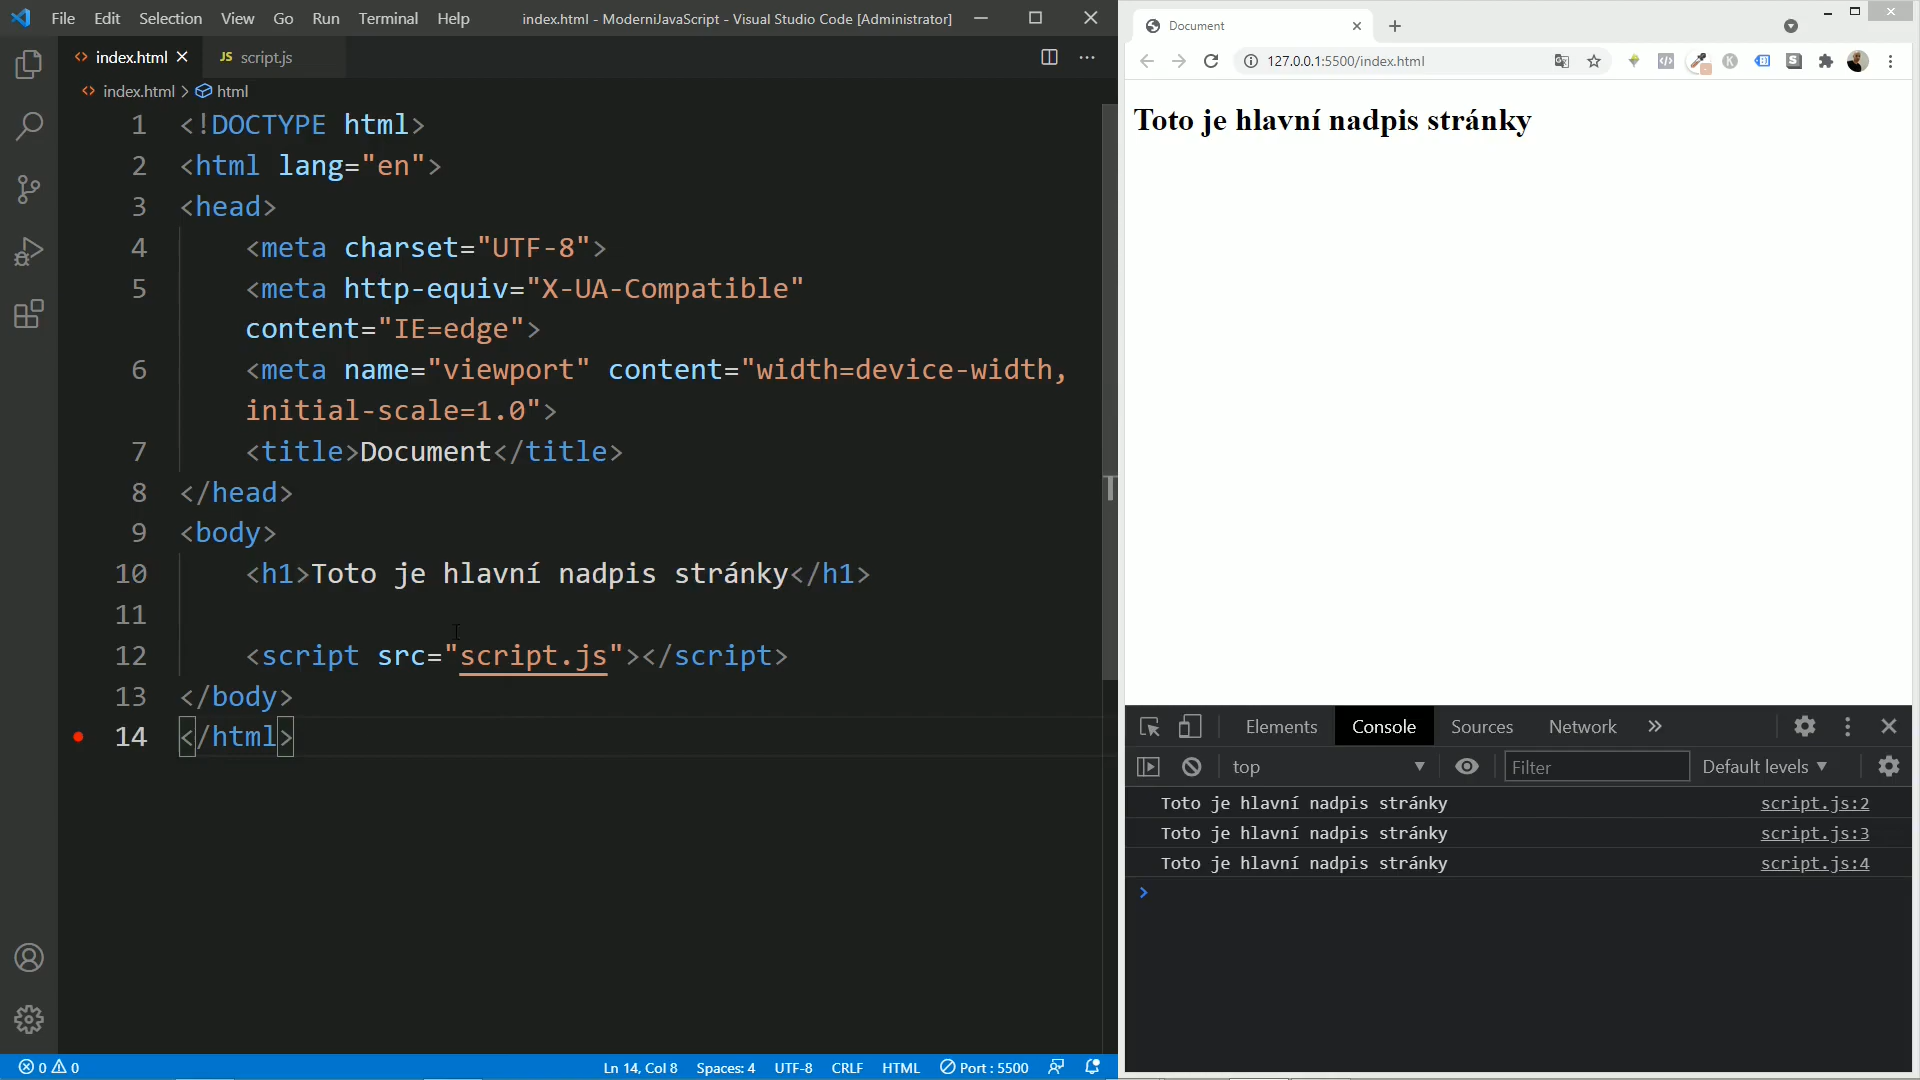 File Edit Selection View Go Run Terminal Help index.html - ModerniJavaScript - Visual Studio Code [Administrator]
index.html JS script.js
index.html > html
1 <!DOCTYPE html>
2 <html lang="en">
3 <head>
4 <meta charset="UTF-8">
5 <meta http-equiv="X-UA-Compatible"
content="IE=edge">
6 <meta name="viewport" content="width=device-width,
initial-scale=1.0">
7 <title>Document</title>
8 </head>
9 <body>
10 <h1>Toto je hlavní nadpis stránky</h1>
11
12 <script src="script.js"></script>
13 </body>
14 </html>
0 0 Ln 14, Col 8 Spaces: 4 UTF-8 CRLF HTML Port : 5500
Document
127.0.0.1:5500/index.html
Toto je hlavní nadpis stránky
Elements Console Sources Network »
top Filter Default levels
Toto je hlavní nadpis stránky script.js:2
Toto je hlavní nadpis stránky script.js:3
Toto je hlavní nadpis stránky script.js:4
>